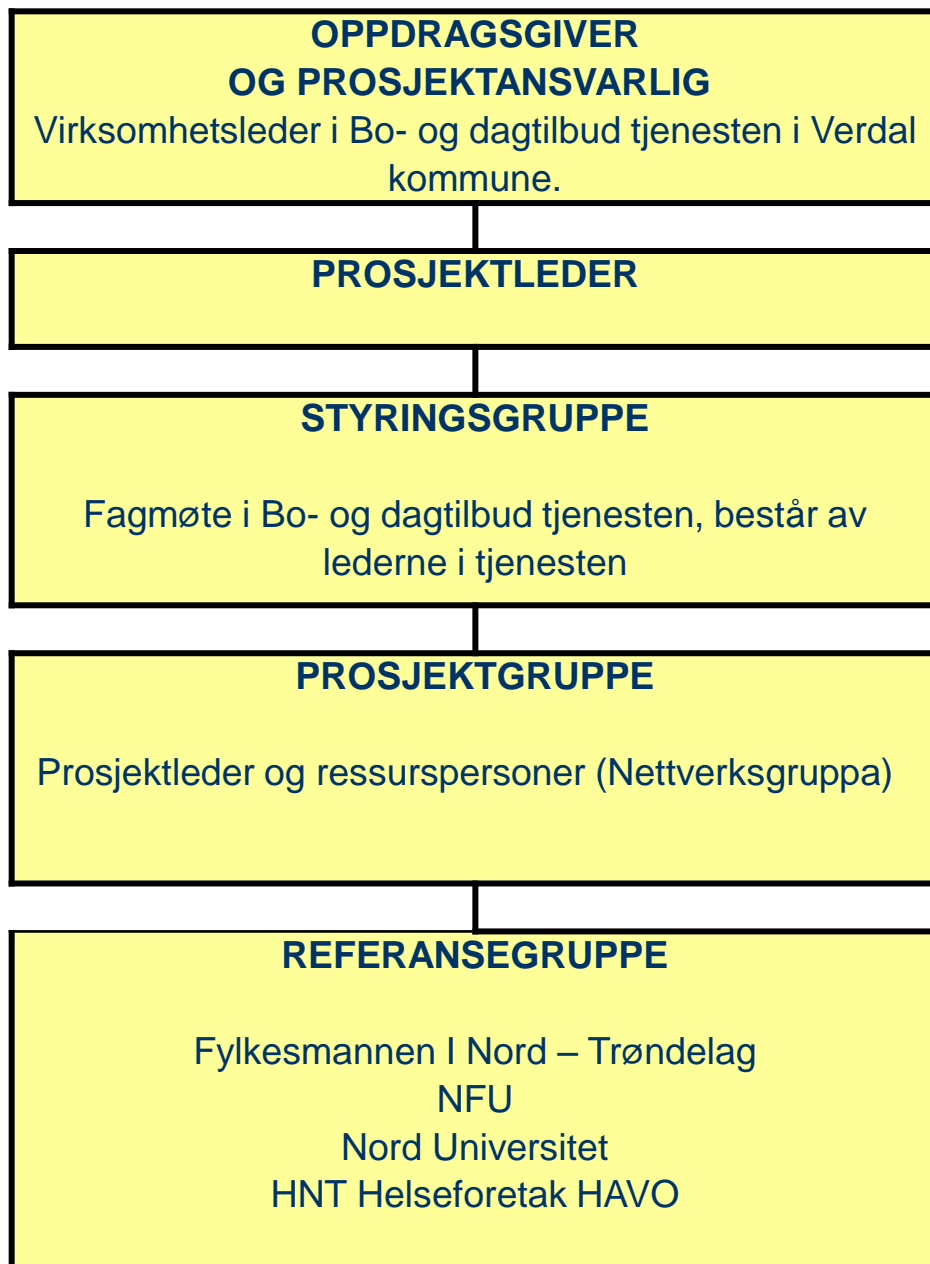 OPPDRAGSGIVER
OG PROSJEKTANSVARLIG
Virksomhetsleder i Bo- og dagtilbud tjenesten i Verdal
kommune.
PROSJEKTLEDER
STYRINGSGRUPPE
Fagmøte i Bo- og dagtilbud tjenesten, består av
lederne i tjenesten
PROSJEKTGRUPPE
Prosjektleder og ressurspersoner (Nettverksgruppa)
REFERANSEGRUPPE
Fylkesmannen I Nord – Trøndelag
NFU
Nord Universitet
HNT Helseforetak HAVO